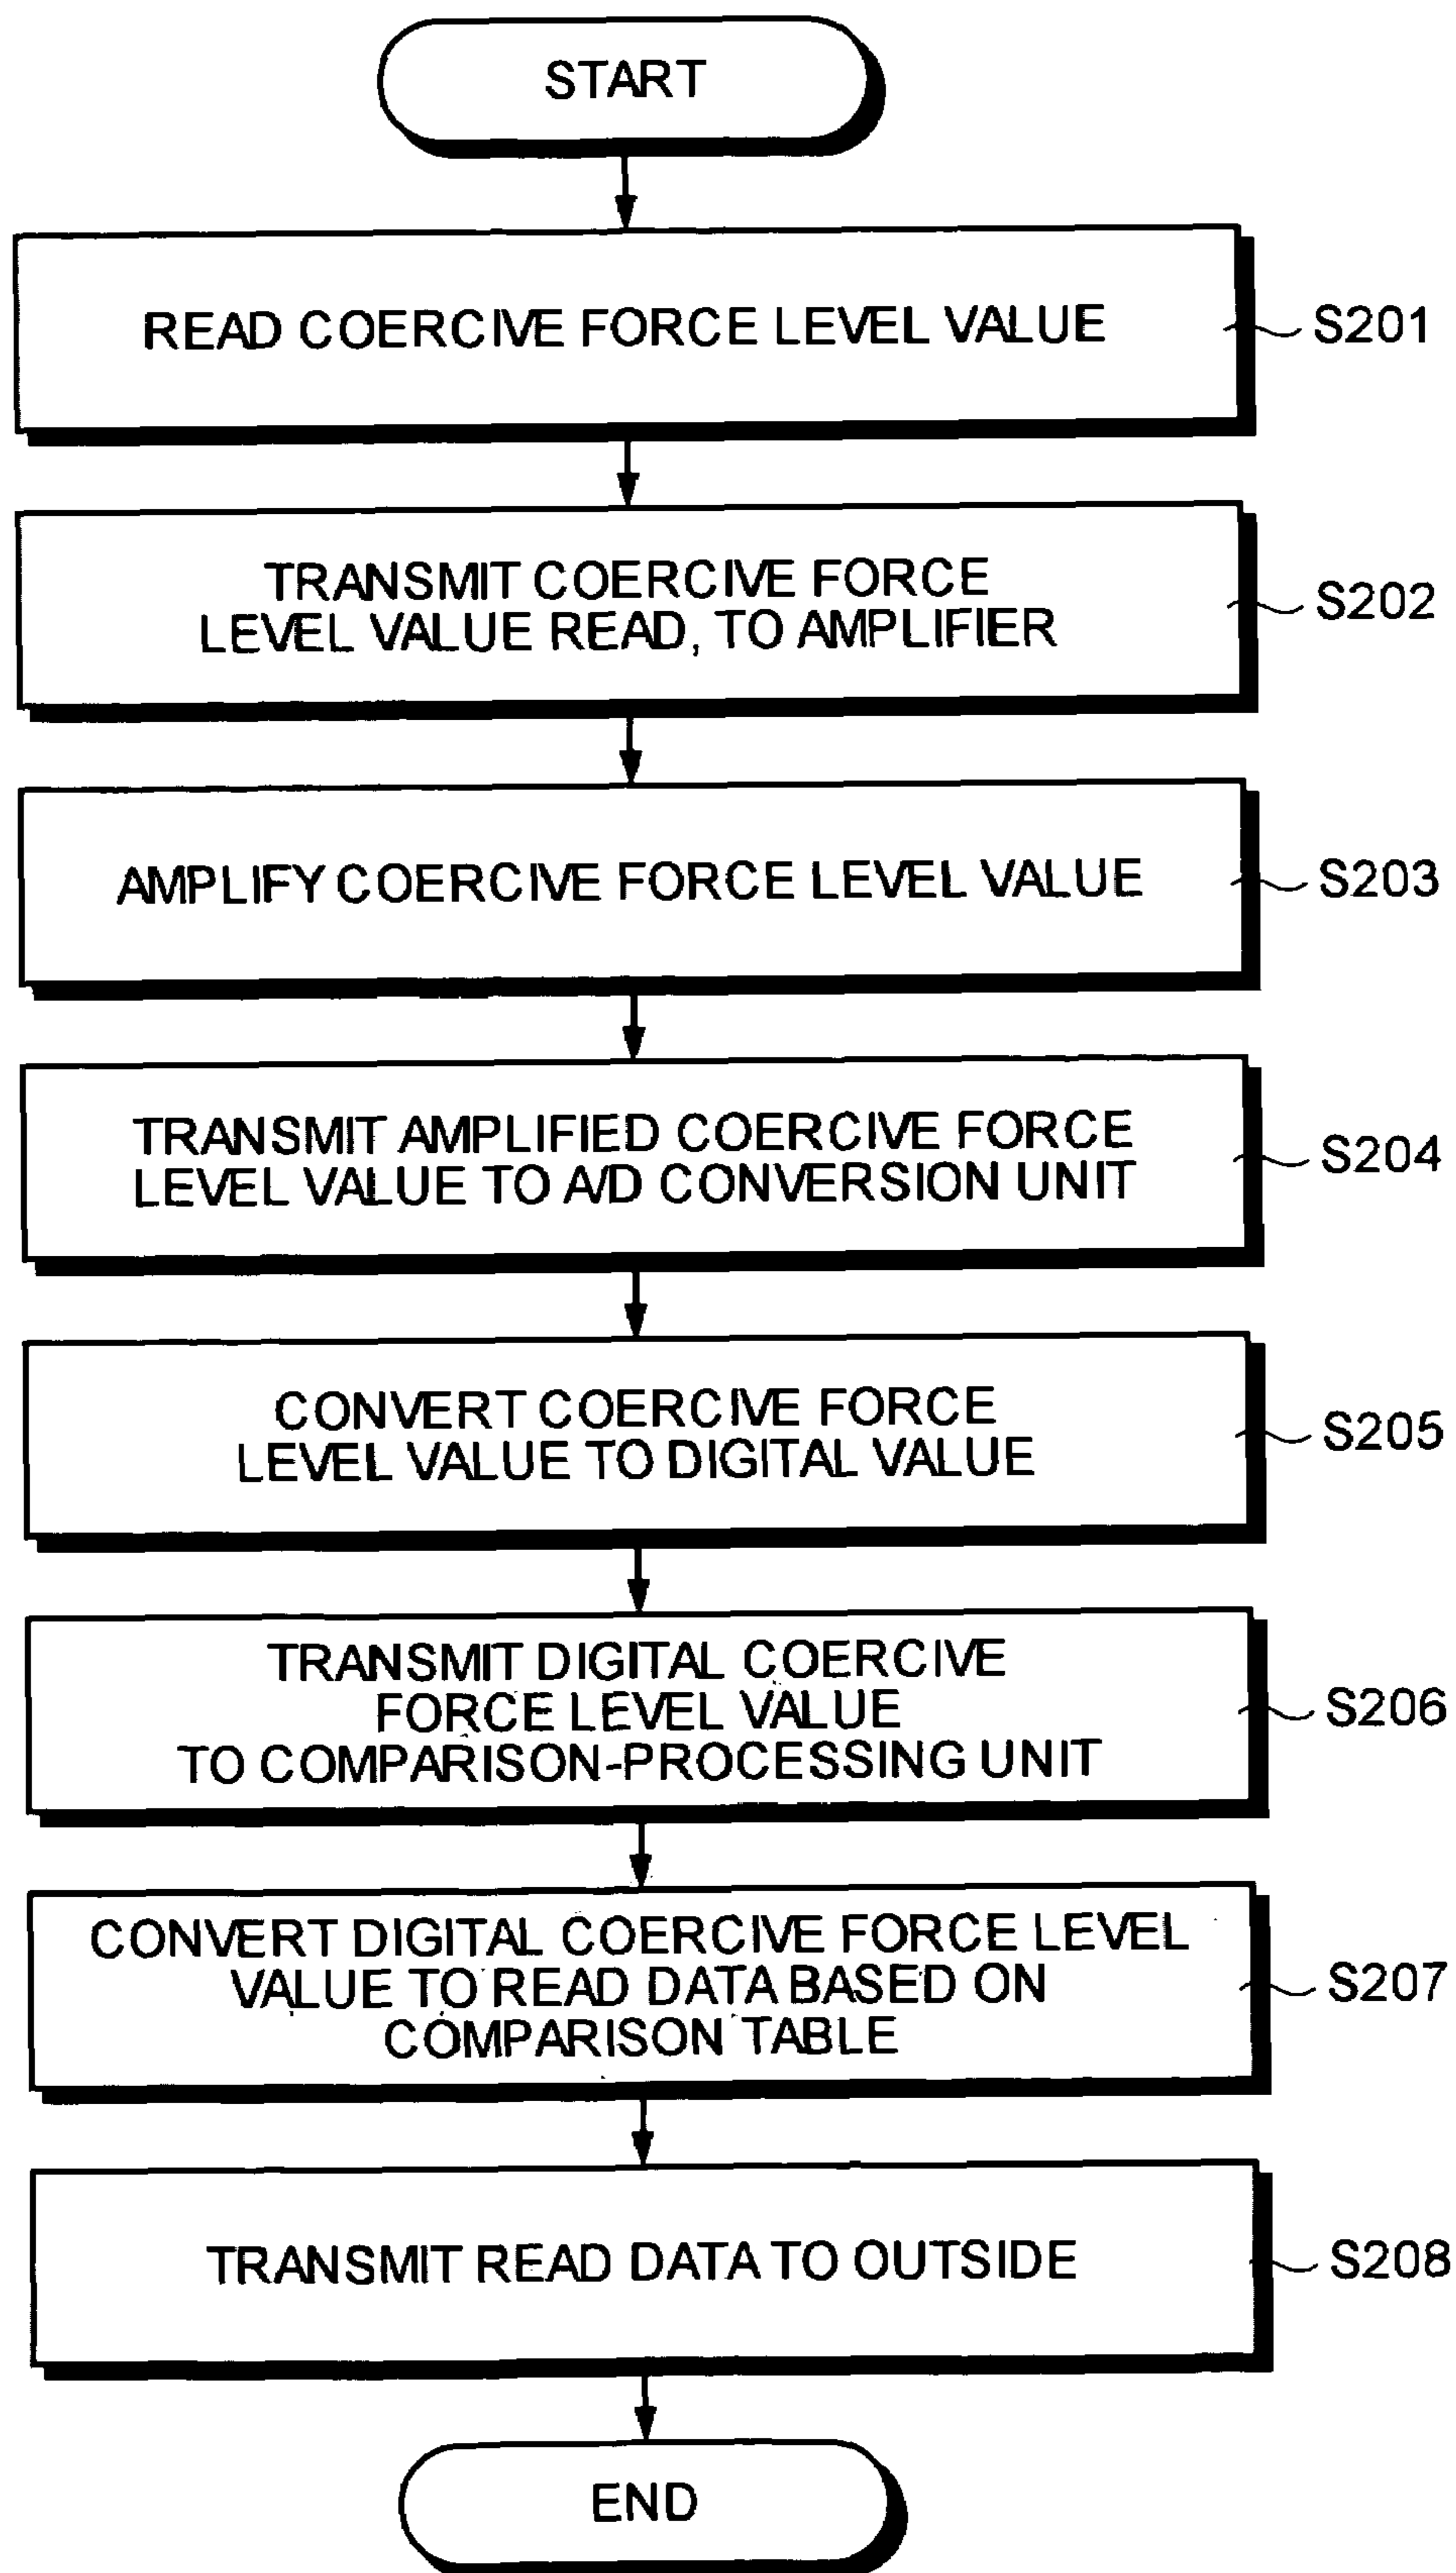 START
READ COERCIVE FORCE LEVEL VALUE
S201
TRANSMIT COERCIVE FORCE
LEVEL VALUE READ, TO AMPLIFIER
S202
AMPLIFY COERCIVE FORCE LEVEL VALUE
S203
TRANSMIT AMPLIFIED COERCIVE FORCE
LEVEL VALUE TO A/D CONVERSION UNIT
S204
CONVERT COERCIVE FORCE
LEVEL VALUE TO DIGITAL VALUE
S205
TRANSMIT DIGITAL COERCIVE
FORCE LEVEL VALUE
TO COMPARISON-PROCESSING UNIT
S206
CONVERT DIGITAL COERCIVE FORCE LEVEL
VALUE TO READ DATA BASED ON
COMPARISON TABLE
S207
TRANSMIT READ DATA TO OUTSIDE
S208
END